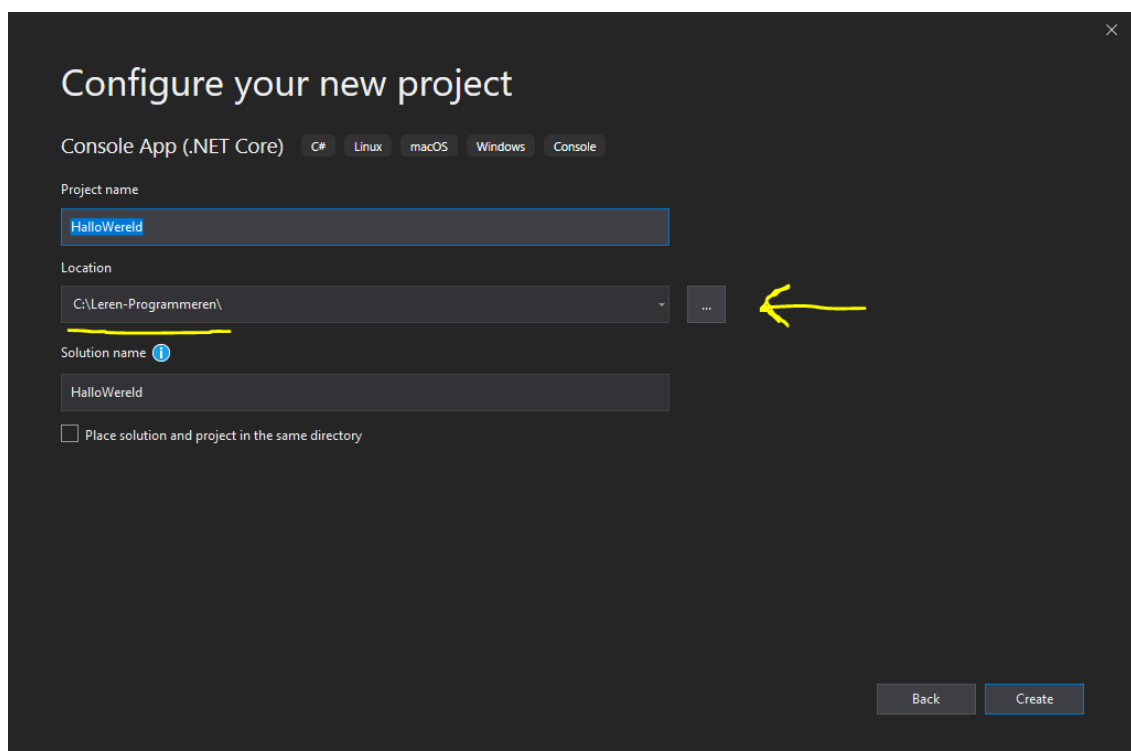 Configure your new project
Console App (.NET Core) C# Linux macOS Windows Console
Project name
HalloWereld
Location
C:\Leren-Programmeren\
...
Solution name
HalloWereld
Place solution and project in the same directory
Back Create